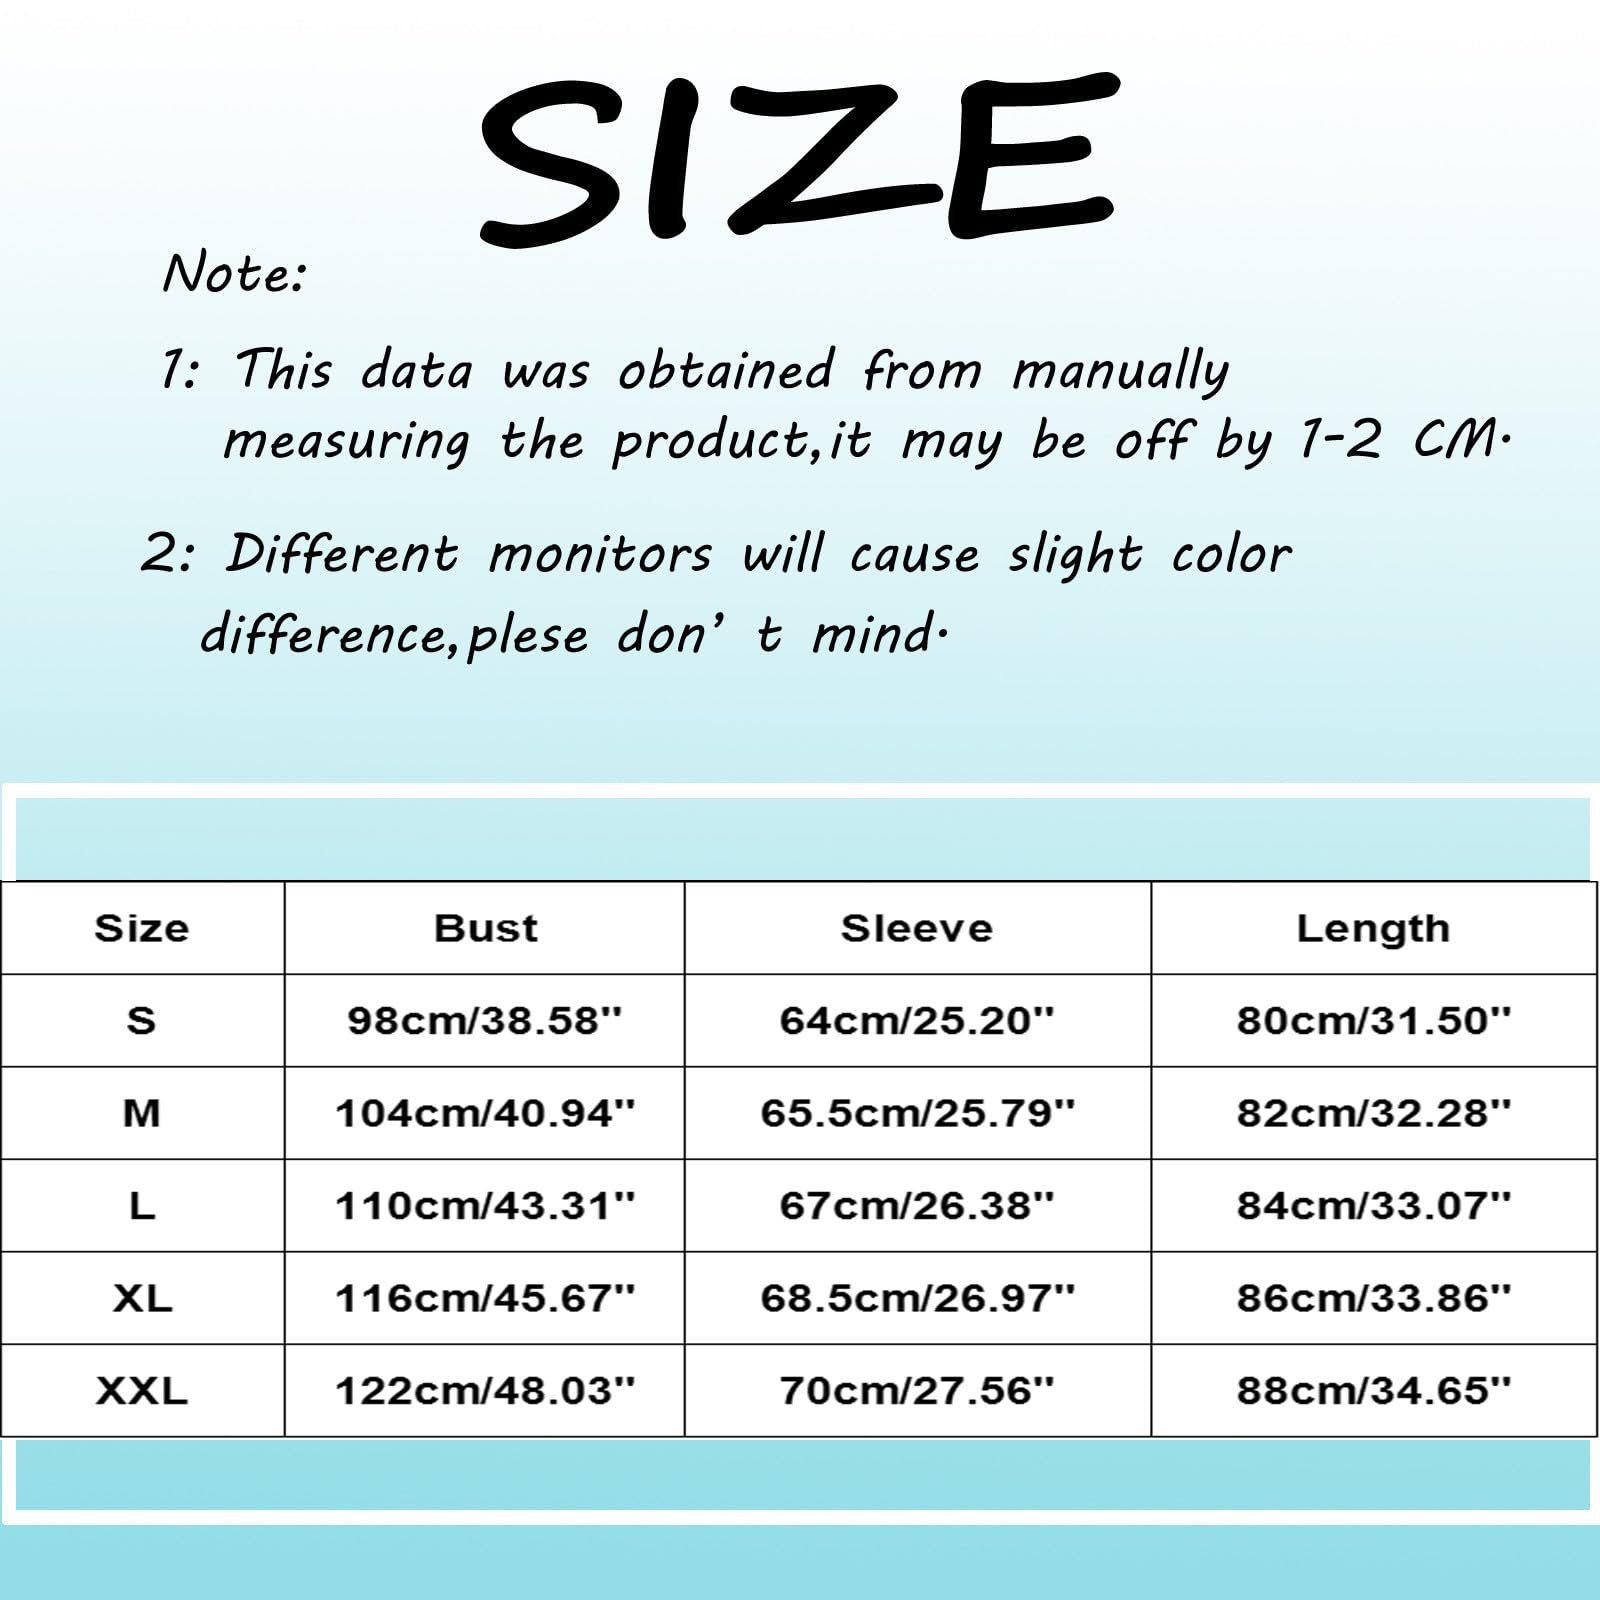 SIZE
Note:
1: This data was obtained from manually
measuring the product,it may be off by 1-2 CM.
2: Different monitors will cause slight color
difference,plese don’ t mind.
Size Bust Sleeve Length
S 98cm/38.58'' 64cm/25.20'' 80cm/31.50''
M 104cm/40.94'' 65.5cm/25.79'' 82cm/32.28''
L 110cm/43.31'' 67cm/26.38'' 84cm/33.07''
XL 116cm/45.67'' 68.5cm/26.97'' 86cm/33.86''
XXL 122cm/48.03'' 70cm/27.56'' 88cm/34.65''